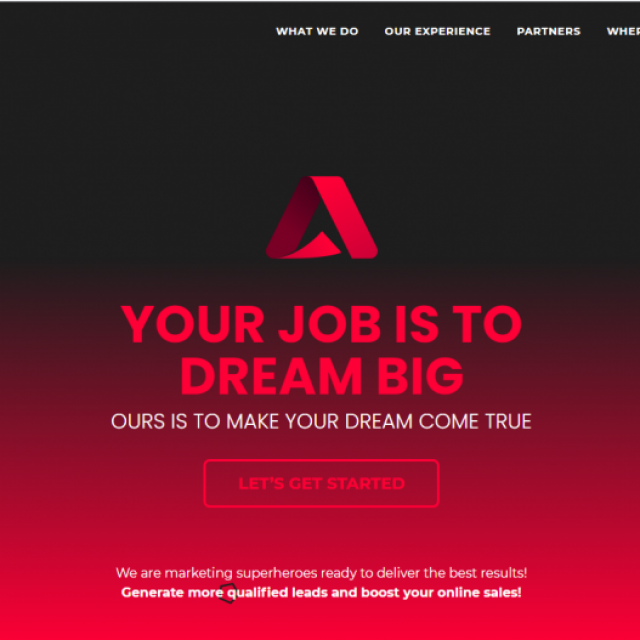 WHAT WE DO OUR EXPERIENCE PARTNERS
YOUR JOB IS TO
DREAM BIG
OURS IS TO MAKE YOUR DREAM COME TRUE
LET'S GET STARTED
We are marketing superheroes ready to deliver the best results!
Generate more qualified leads and boost your online sales!